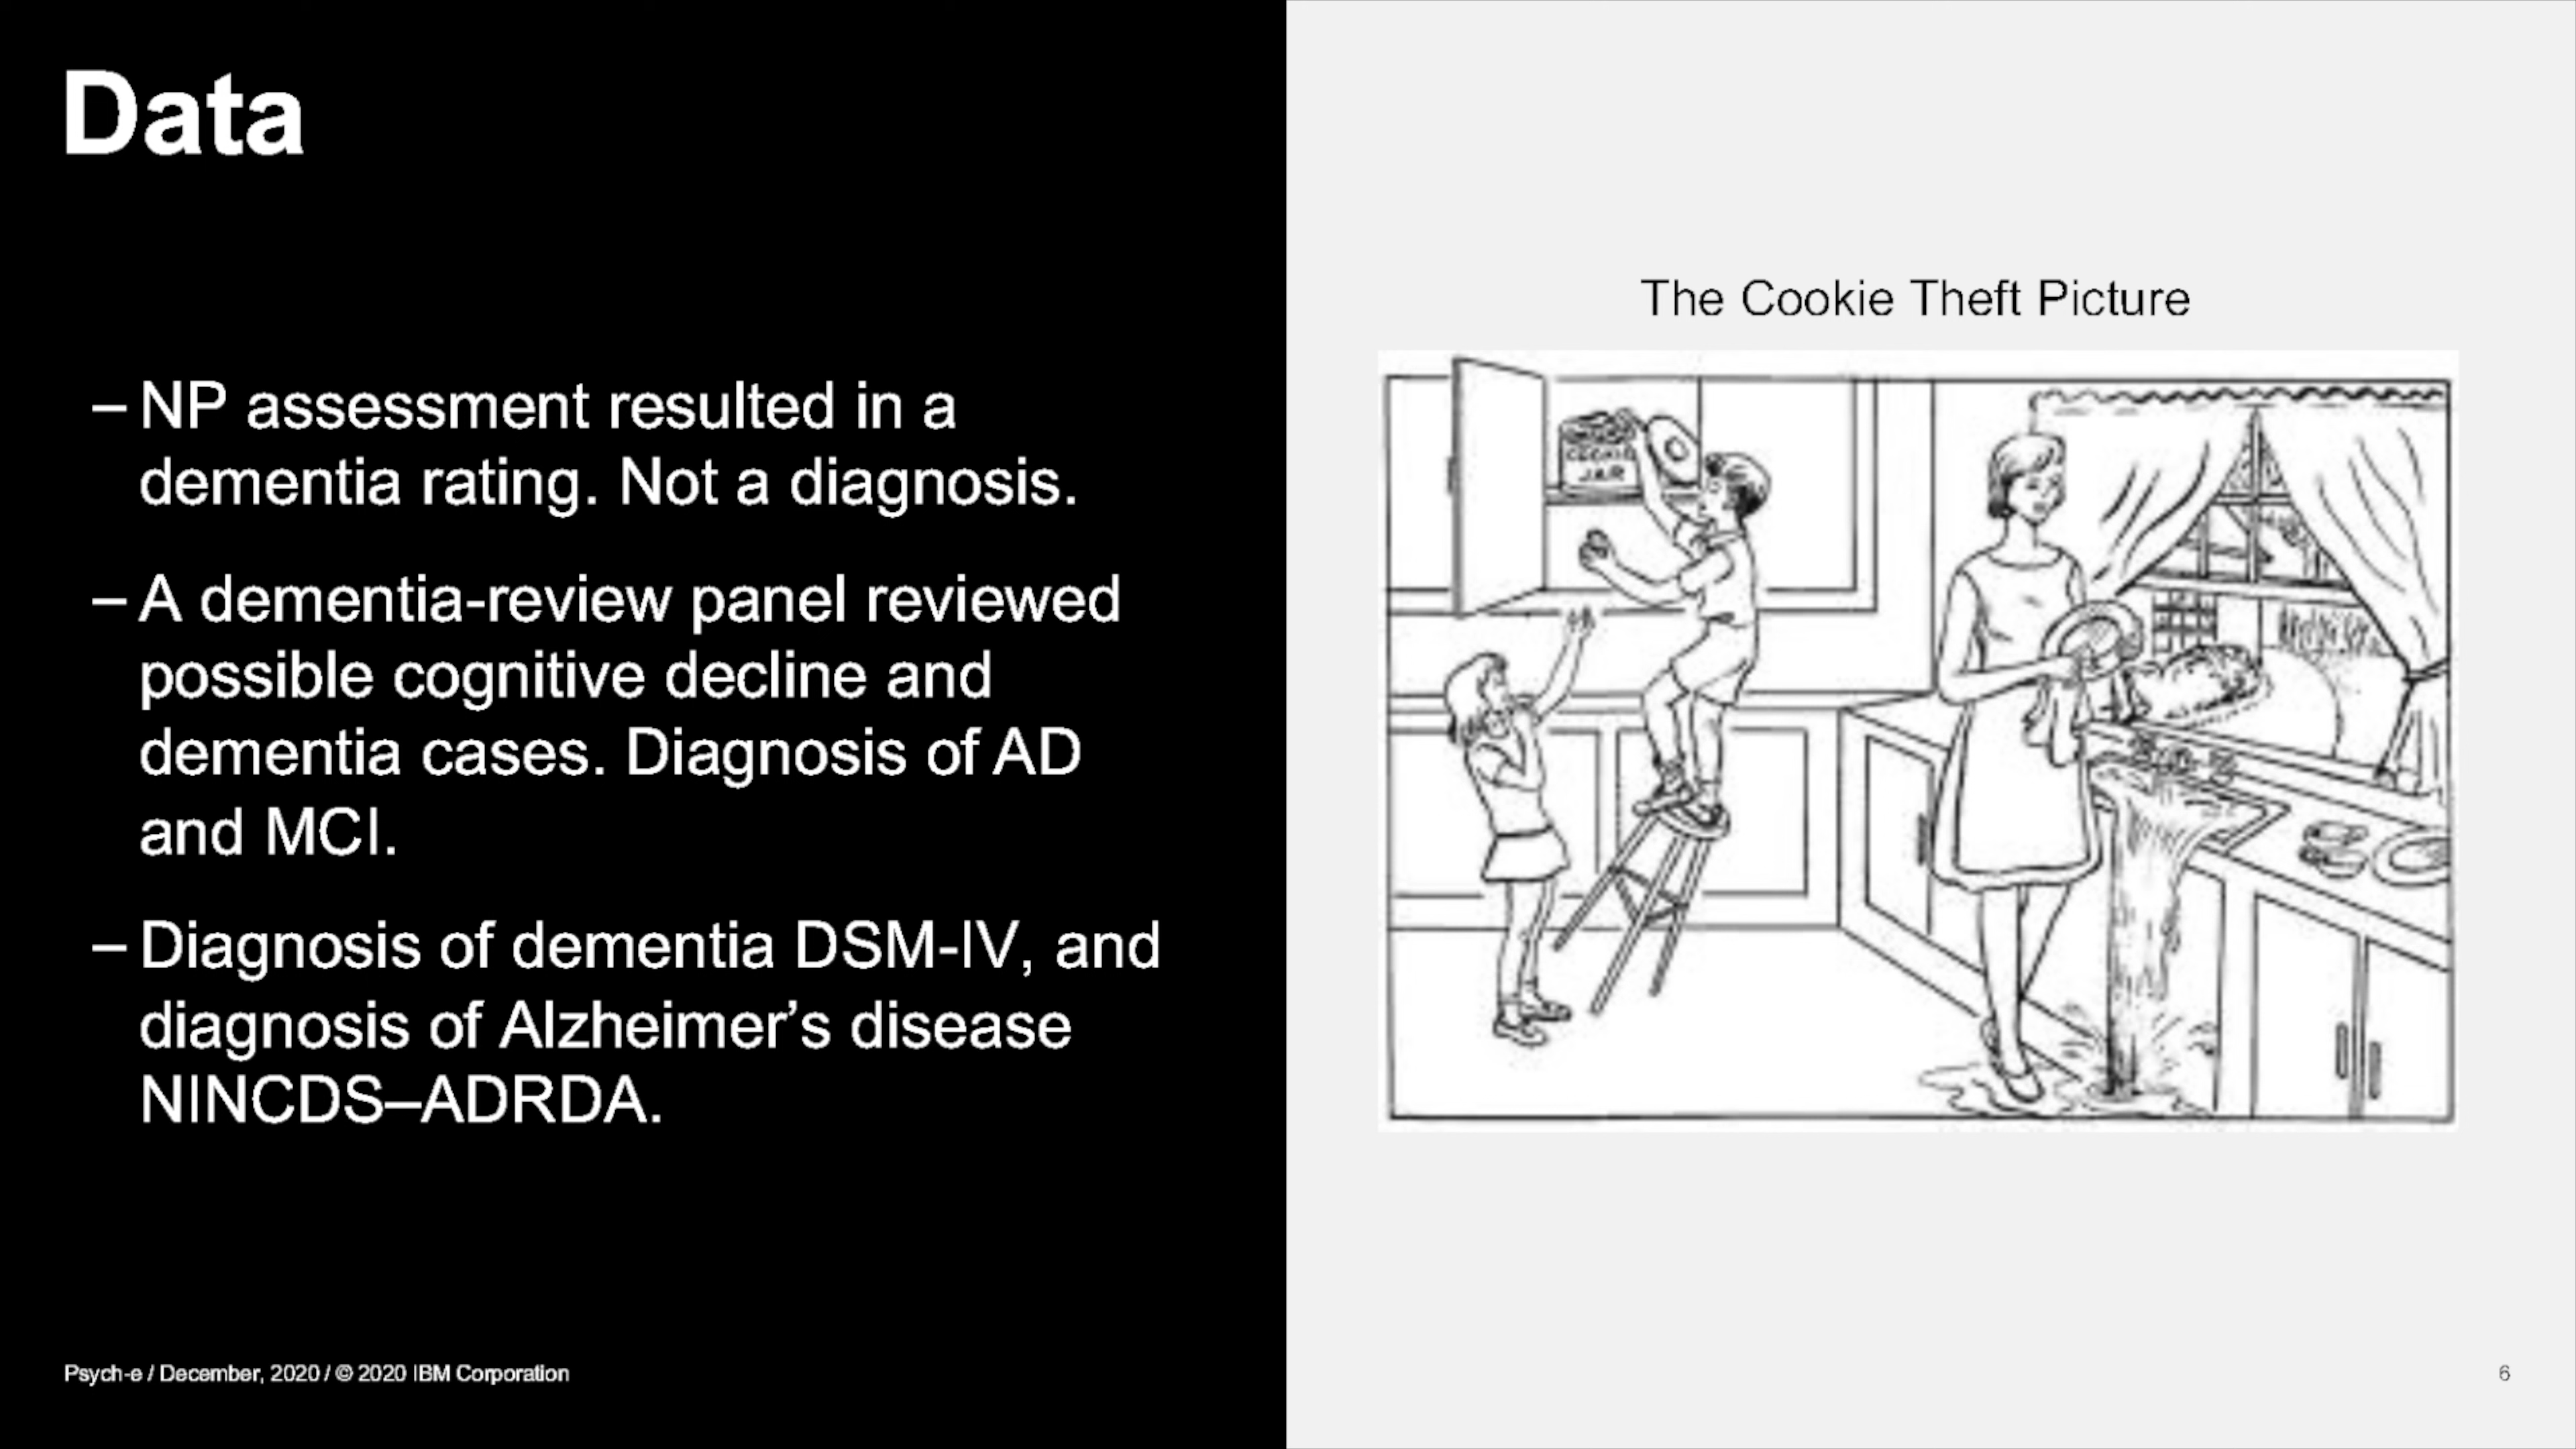 Data
– NP assessment resulted in a
dementia rating. Not a diagnosis.
– A dementia-review panel reviewed
possible cognitive decline and
dementia cases. Diagnosis of AD
and MCI.
– Diagnosis of dementia DSM-IV, and
diagnosis of Alzheimer’s disease
NINCDS–ADRDA.
The Cookie Theft Picture
COOKIE
JAR
Psych-e / December, 2020 / © 2020 IBM Corporation
6